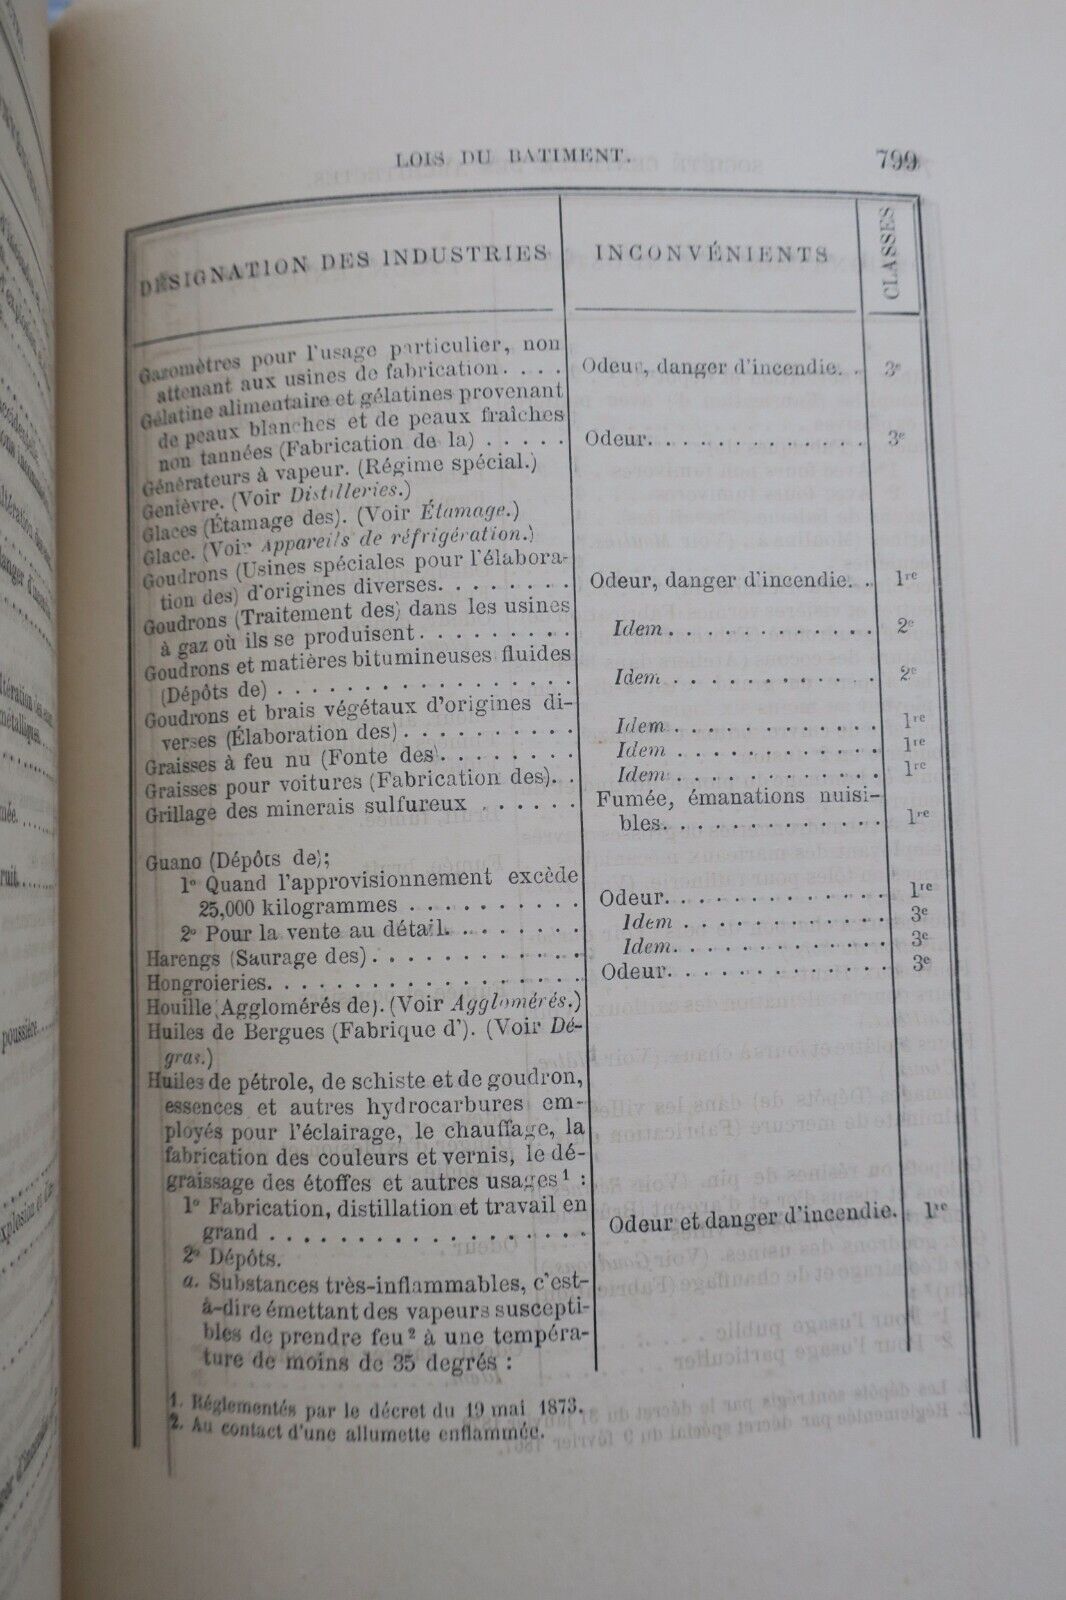 LOIS DU BATIMENT. 799
DÉSIGNATION DES INDUSTRIES INCONVÉNIENTS CLASSES
Gazomètres pour l'usage particulier, non
attenant aux usines de fabrication. . . . Odeur, danger d'incendie. . 3e
Gélatine alimentaire et gélatines provenant
de peaux blanches et de peaux fraîches
non tannées (Fabrication de la) . . . . . Odeur. . . . . . . . . . . . . 3e
Générateurs à vapeur. (Régime spécial.)
Genièvre. (Voir Distilleries.)
Glaces (Étamage des). (Voir Étamage.)
Glace. (Voir Appareils de réfrigération.)
Goudrons (Usines spéciales pour l'élabora-
tion des) d'origines diverses. . . . . . . Odeur, danger d'incendie. . . 1re
Goudrons (Traitement des) dans les usines
à gaz où ils se produisent . . . . . . . . . Idem . . . . . . . . . . . . 2e
Goudrons et matières bitumineuses fluides
(Dépôts de) . . . . . . . . . . . . . . . . Idem . . . . . . . . . . . . 2e
Goudrons et brais végétaux d'origines di-
verses (Élaboration des) . . . . . . . . . . Idem . . . . . . . . . . . . 1re
Graisses à feu nu (Fonte des). . . . . . . . Idem . . . . . . . . . . . . 1re
Graisses pour voitures (Fabrication des). . Idem . . . . . . . . . . . . 1re
Grillage des minerais sulfureux . . . . . . Fumée, émanations nuisi-
bles. . . . . . . . . . . . . 1re
Guano (Dépôts de);
1° Quand l'approvisionnement excède
25,000 kilogrammes . . . . . . . . . . Odeur. . . . . . . . . . . . . 1re
2° Pour la vente au détail. . . . . . . . Idem . . . . . . . . . . . . 3e
Harengs (Saurage des) . . . . . . . . . . . . Idem. . . . . . . . . . . . . 3e
Hongroieries. . . . . . . . . . . . . . . . . Odeur. . . . . . . . . . . . . 3e
Houille (Agglomérés de). (Voir Agglomérés.)
Huiles de Bergues (Fabrique d'). (Voir Dé-
gras.)
Huiles de pétrole, de schiste et de goudron,
essences et autres hydrocarbures em-
ployés pour l'éclairage, le chauffage, la
fabrication des couleurs et vernis, le dé-
graissage des étoffes et autres usages 1 :
1° Fabrication, distillation et travail en
grand . . . . . . . . . . . . . . . . . Odeur et danger d'incendie. 1re
2° Dépôts.
a. Substances très-inflammables, c'est-
à-dire émettant des vapeurs suscepti-
bles de prendre feu 2 à une tempéra-
ture de moins de 35 degrés :
1. Réglementés par le décret du 19 mai 1873.
2. Au contact d'une allumette enflammée.